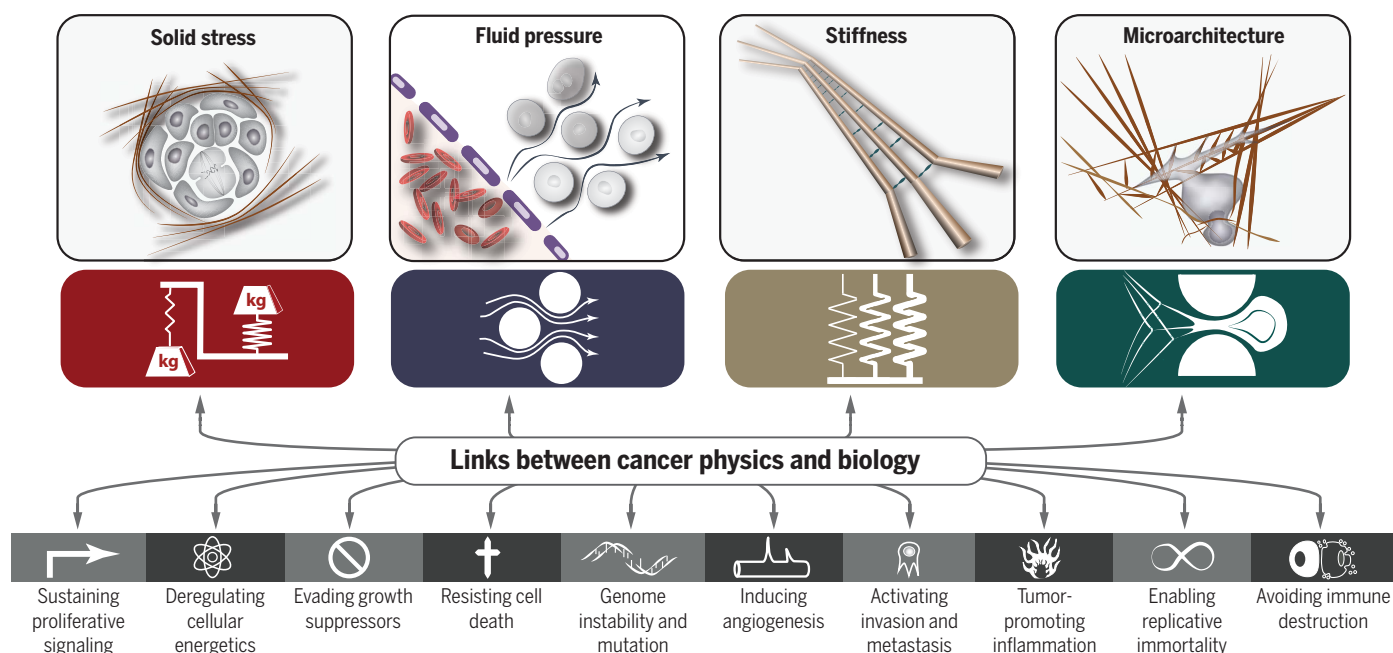 Solid stress
Fluid pressure
Stiffness
Microarchitecture
kg
kg
Links between cancer physics and biology
Sustaining
proliferative
signaling
Deregulating
cellular
energetics
Evading growth
suppressors
Resisting cell
death
Genome
instability and
mutation
Inducing
angiogenesis
Activating
invasion and
metastasis
Tumor-
promoting
inflammation
Enabling
replicative
immortality
Avoiding immune
destruction